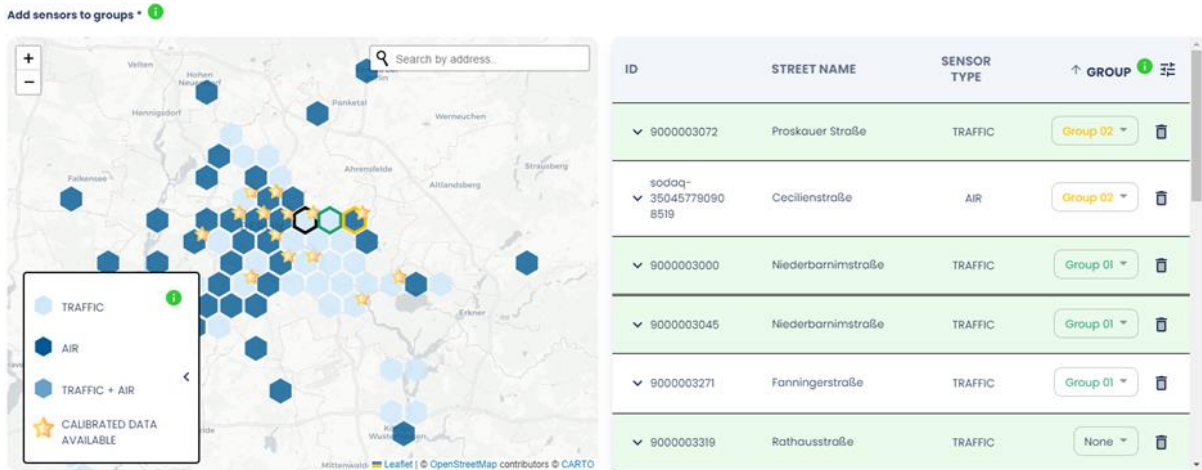 Add sensors to groups * i
+
−
Search by address..
Velten
Hohen
Panketal
Werneuchen
Hennigsdorf
Ahrensfelde
Strausberg
Falkensee
Altlandsberg
Erkner
Mittenwald
TRAFFIC i
AIR
TRAFFIC + AIR
CALIBRATED DATA
AVAILABLE
Leaflet | © OpenStreetMap contributors © CARTO
ID STREET NAME SENSOR TYPE ↑ GROUP i
9000003072 Proskauer Straße TRAFFIC Group 02
sodaq-
35045779090
8519
Cecilienstraße AIR Group 02
9000003000 Niederbarnimstraße TRAFFIC Group 01
9000003045 Niederbarnimstraße TRAFFIC Group 01
9000003271 Fanningerstraße TRAFFIC Group 01
9000003319 Rathausstraße TRAFFIC None